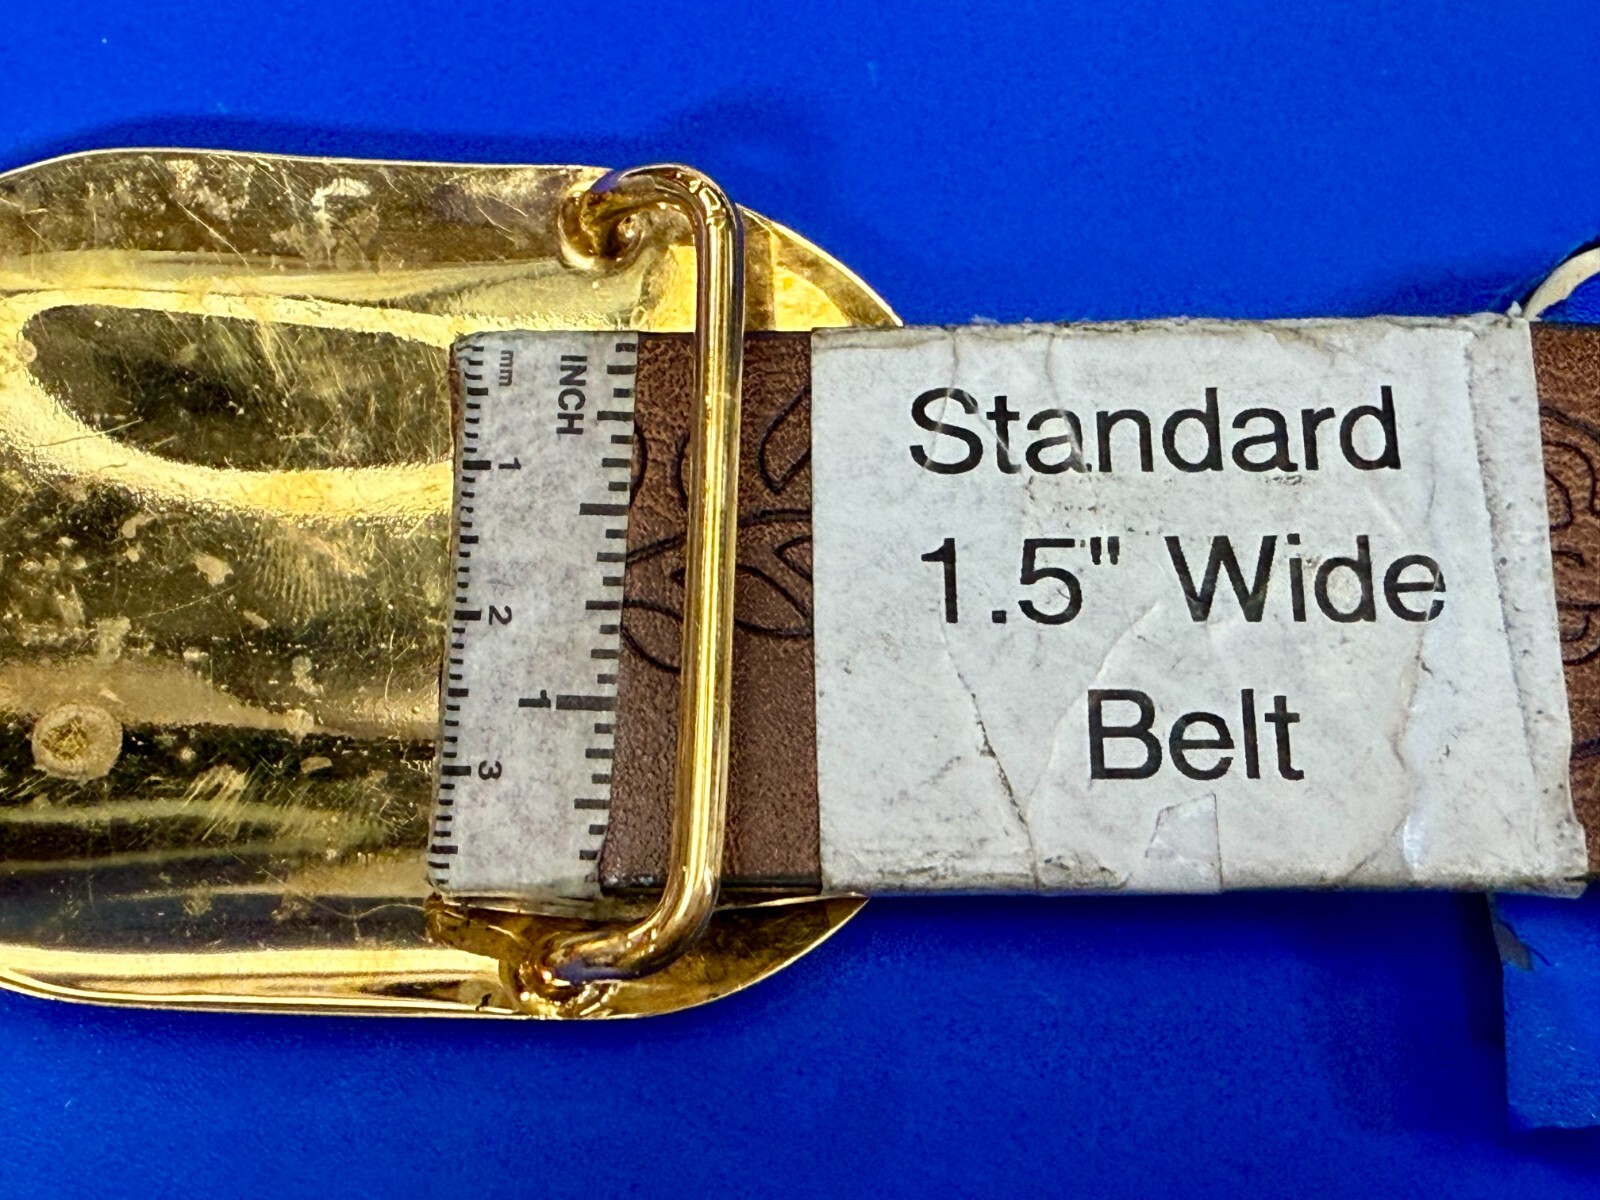 Standard
1.5" Wide
Belt
mm
INCH
1
2
3
1